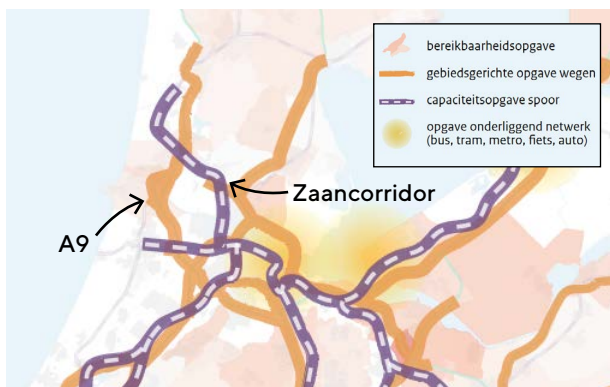 bereikbaarheidsopgave
gebiedsgerichte opgave wegen
capaciteitsopgave spoor
opgave onderliggend netwerk
(bus, tram, metro, fiets, auto)
Zaancorridor
A9